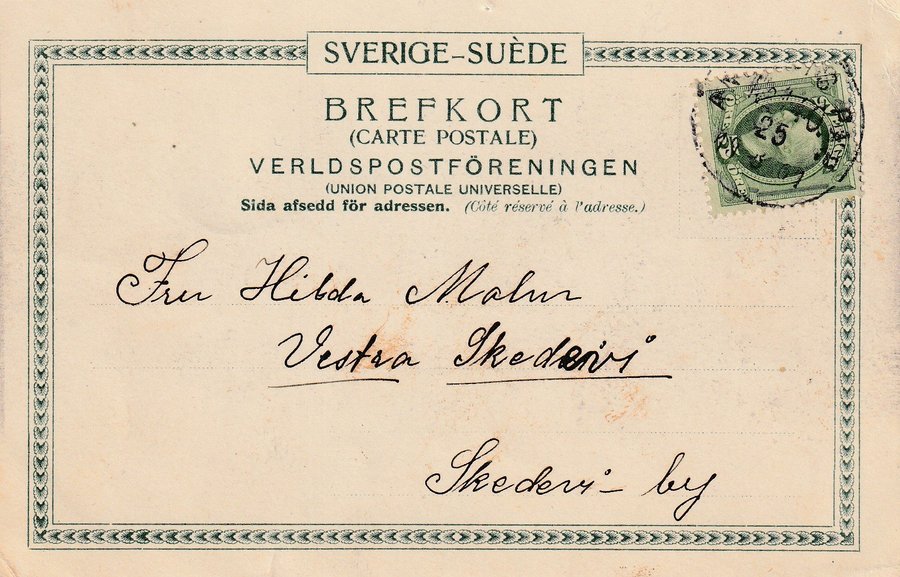 SVERIGE–SUÈDE
BREFKORT
(CARTE POSTALE)
VERLDSPOSTFÖRENINGEN
(UNION POSTALE UNIVERSELLE)
Sida afsedd för adressen. (Côté réservé à l'adresse.)
25
Fru Hilda Malm
Vestra Skedevi
Skedevi – by